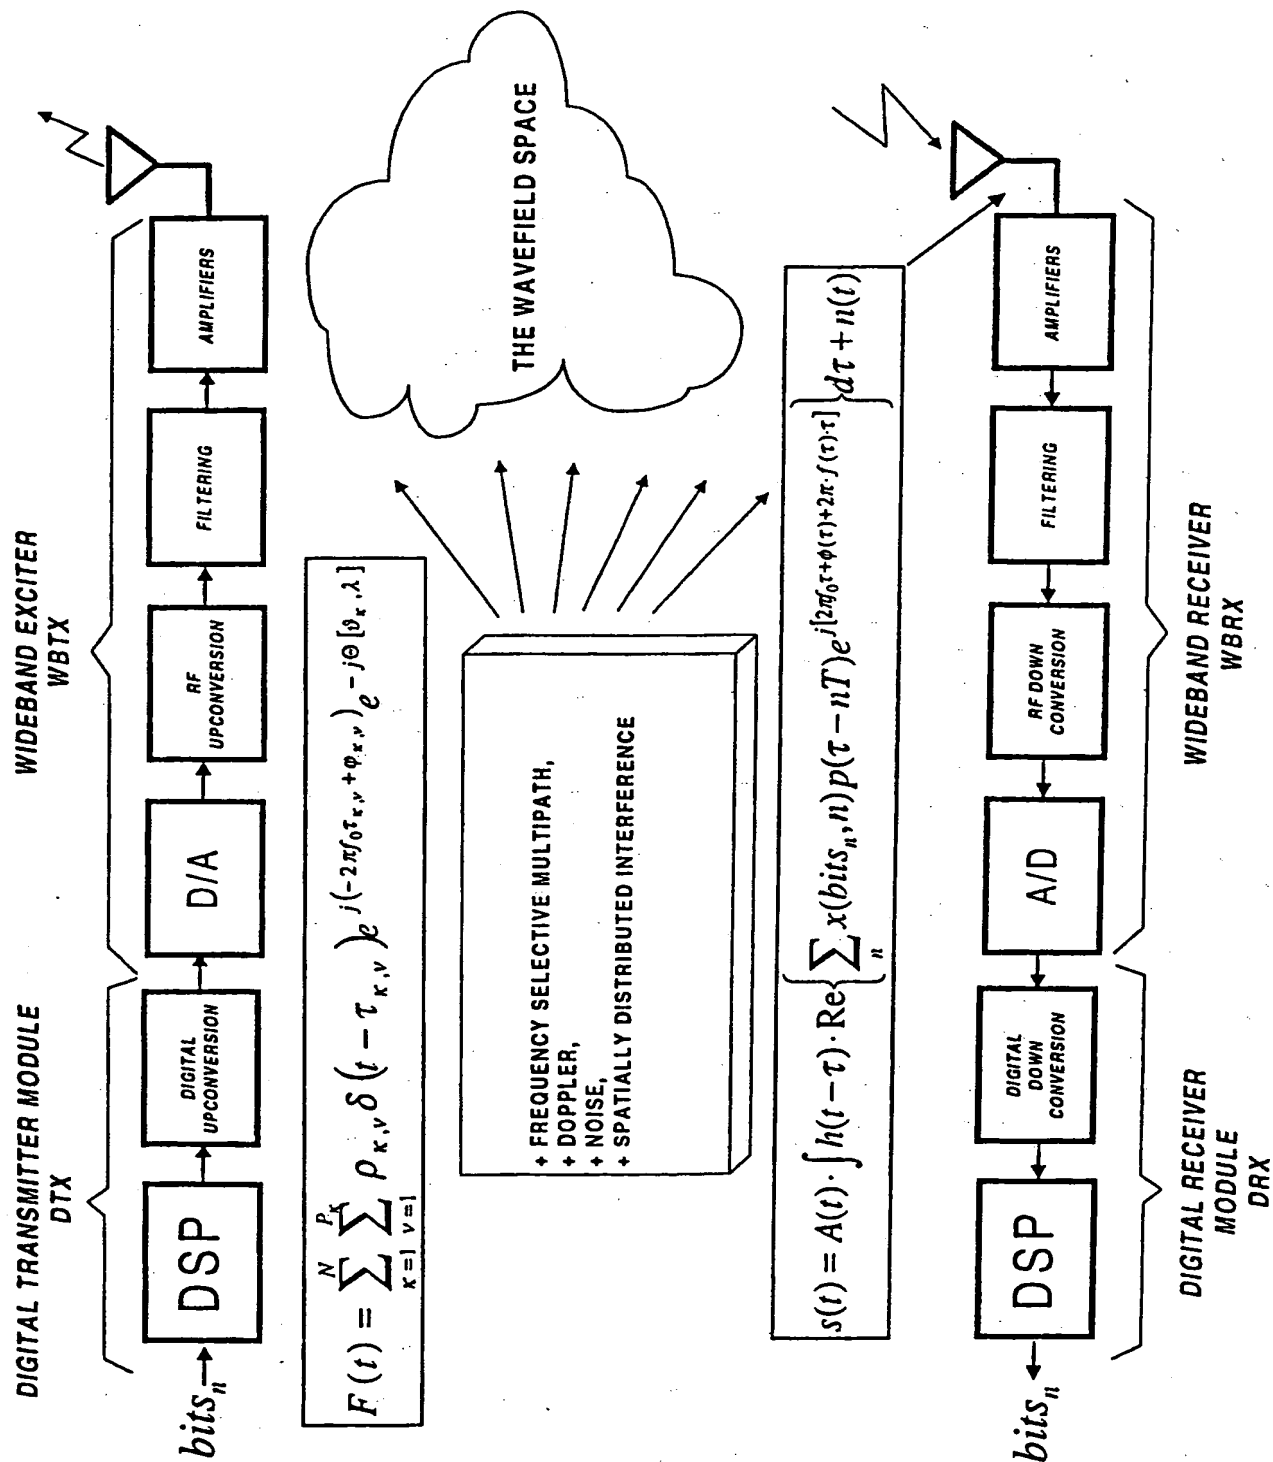 DIGITAL TRANSMITTER MODULE
DTX
WIDEBAND EXCITER
WBTX
bits_n
DSP
DIGITAL
UPCONVERSION
D/A
RF
UPCONVERSION
FILTERING
AMPLIFIERS
F(t) = \sum_{κ=1}^{N} \sum_{ν=1}^{P_κ} ρ_{κ,ν} δ(t − τ_{κ,ν}) e^{j(−2πf_0τ_{κ,ν} + φ_{κ,ν})} e^{−jΘ[ϑ_κ,λ]}
+ FREQUENCY SELECTIVE MULTIPATH,
+ DOPPLER,
+ NOISE,
+ SPATIALLY DISTRIBUTED INTERFERENCE
THE WAVEFIELD SPACE
s(t) = A(t) · ∫ h(t − τ) · Re{ \sum_n x(bits_n, n) p(τ − nT) e^{j[2πf_0τ + φ(τ) + 2π·f(τ)·τ]} } dτ + n(t)
bits_n
DSP
DIGITAL
DOWN
CONVERSION
A/D
RF DOWN
CONVERSION
FILTERING
AMPLIFIERS
DIGITAL RECEIVER
MODULE
DRX
WIDEBAND RECEIVER
WBRX